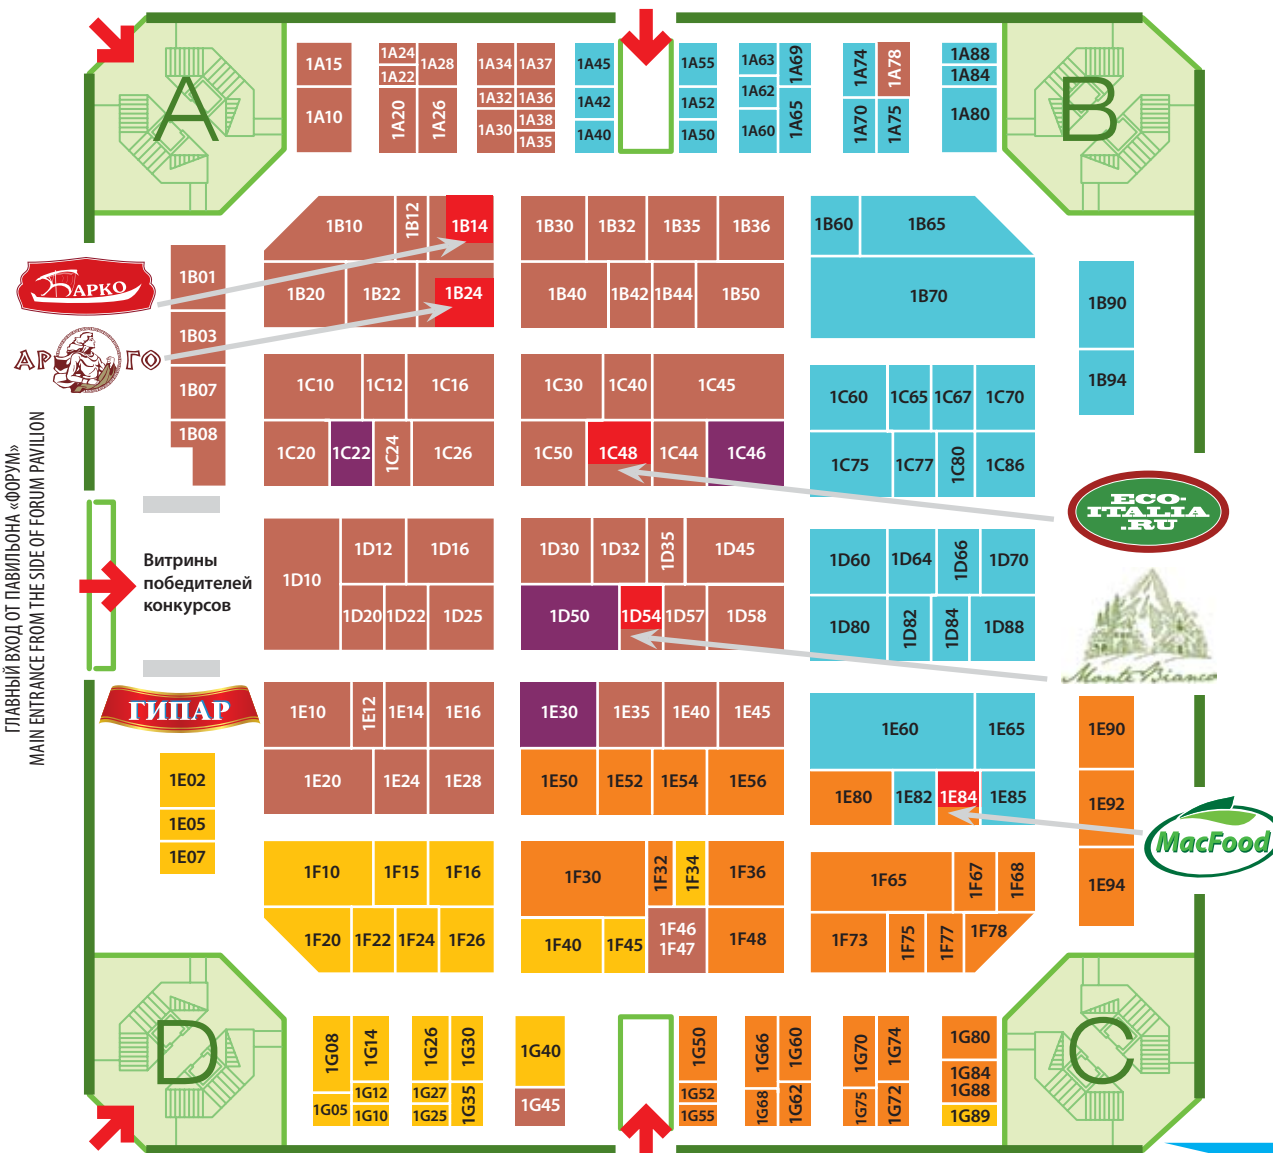 A
B
1A15
1A10
1A24
1A22
1A28
1A20
1A26
1A34
1A37
1A32
1A36
1A30
1A38
1A35
1A45
1A42
1A40
1A55
1A52
1A50
1A63
1A69
1A62
1A60
1A65
1A74
1A78
1A70
1A75
1A88
1A84
1A80
1B10
1B12
1B14
1B30
1B32
1B35
1B36
1B60
1B65
1B01
1B03
1B07
1B08
1B20
1B22
1B24
1B40
1B42
1B44
1B50
1B70
1B90
1B94
БАРКО
АРГО
1C10
1C12
1C16
1C30
1C40
1C45
1C60
1C65
1C67
1C70
1C20
1C22
1C24
1C26
1C50
1C48
1C44
1C46
1C75
1C77
1C80
1C86
ECO-
ITALIA
.RU
ГЛАВНЫЙ ВХОД ОТ ПАВИЛЬОНА «ФОРУМ»
MAIN ENTRANCE FROM THE SIDE OF FORUM PAVILION
Витрины
победителей
конкурсов
1D10
1D12
1D16
1D30
1D32
1D35
1D45
1D60
1D64
1D66
1D70
1D20
1D22
1D25
1D50
1D54
1D57
1D58
1D80
1D82
1D84
1D88
Monte Bianco
ГИПАР
1E10
1E12
1E14
1E16
1E30
1E35
1E40
1E45
1E60
1E65
1E90
1E02
1E05
1E07
1E20
1E24
1E28
1E50
1E52
1E54
1E56
1E80
1E82
1E84
1E85
1E92
1E94
MacFood
1F10
1F15
1F16
1F30
1F32
1F34
1F36
1F65
1F67
1F68
1F20
1F22
1F24
1F26
1F40
1F45
1F46
1F47
1F48
1F73
1F75
1F77
1F78
D
C
1G08
1G14
1G05
1G12
1G10
1G26
1G30
1G27
1G25
1G35
1G40
1G45
1G50
1G52
1G55
1G66
1G60
1G68
1G62
1G70
1G74
1G75
1G72
1G80
1G84
1G88
1G89